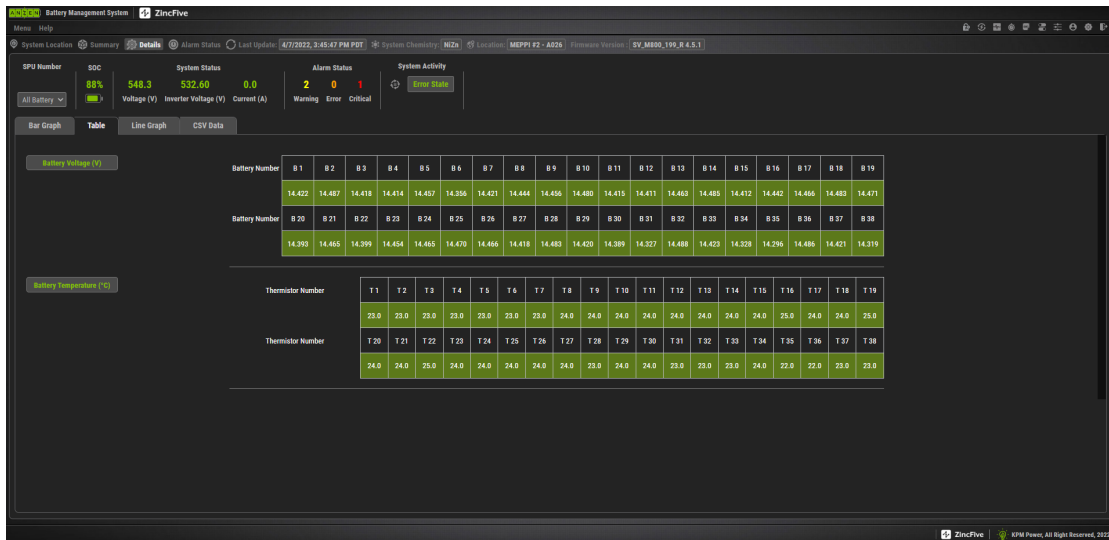 ANZEN Battery Management System ZincFive
Menu Help
System Location Summary Details Alarm Status Last Update: 4/7/2022, 3:45:47 PM PDT System Chemistry: NiZn Location: MEPPI #2 - A026 Firmware Version : SV_M800_199_R 4.5.1
SPU Number SOC System Status Alarm Status System Activity
88% 548.3 532.60 0.0 2 0 1 Error State
All Battery Voltage (V) Inverter Voltage (V) Current (A) Warning Error Critical
Bar Graph Table Line Graph CSV Data
Battery Voltage (V)
Battery Number B 1 B 2 B 3 B 4 B 5 B 6 B 7 B 8 B 9 B 10 B 11 B 12 B 13 B 14 B 15 B 16 B 17 B 18 B 19
14.422 14.487 14.418 14.414 14.457 14.356 14.421 14.444 14.456 14.480 14.415 14.411 14.463 14.485 14.412 14.442 14.466 14.483 14.471
Battery Number B 20 B 21 B 22 B 23 B 24 B 25 B 26 B 27 B 28 B 29 B 30 B 31 B 32 B 33 B 34 B 35 B 36 B 37 B 38
14.393 14.465 14.399 14.454 14.465 14.470 14.466 14.418 14.483 14.420 14.389 14.327 14.488 14.423 14.328 14.296 14.486 14.421 14.319
Battery Temperature (°C)
Thermistor Number T 1 T 2 T 3 T 4 T 5 T 6 T 7 T 8 T 9 T 10 T 11 T 12 T 13 T 14 T 15 T 16 T 17 T 18 T 19
23.0 23.0 23.0 23.0 23.0 23.0 23.0 24.0 24.0 24.0 24.0 24.0 24.0 24.0 24.0 25.0 24.0 24.0 25.0
Thermistor Number T 20 T 21 T 22 T 23 T 24 T 25 T 26 T 27 T 28 T 29 T 30 T 31 T 32 T 33 T 34 T 35 T 36 T 37 T 38
24.0 24.0 25.0 24.0 24.0 24.0 24.0 24.0 23.0 24.0 24.0 23.0 23.0 23.0 24.0 22.0 22.0 23.0 23.0
ZincFive KPM Power, All Right Reserved, 2022